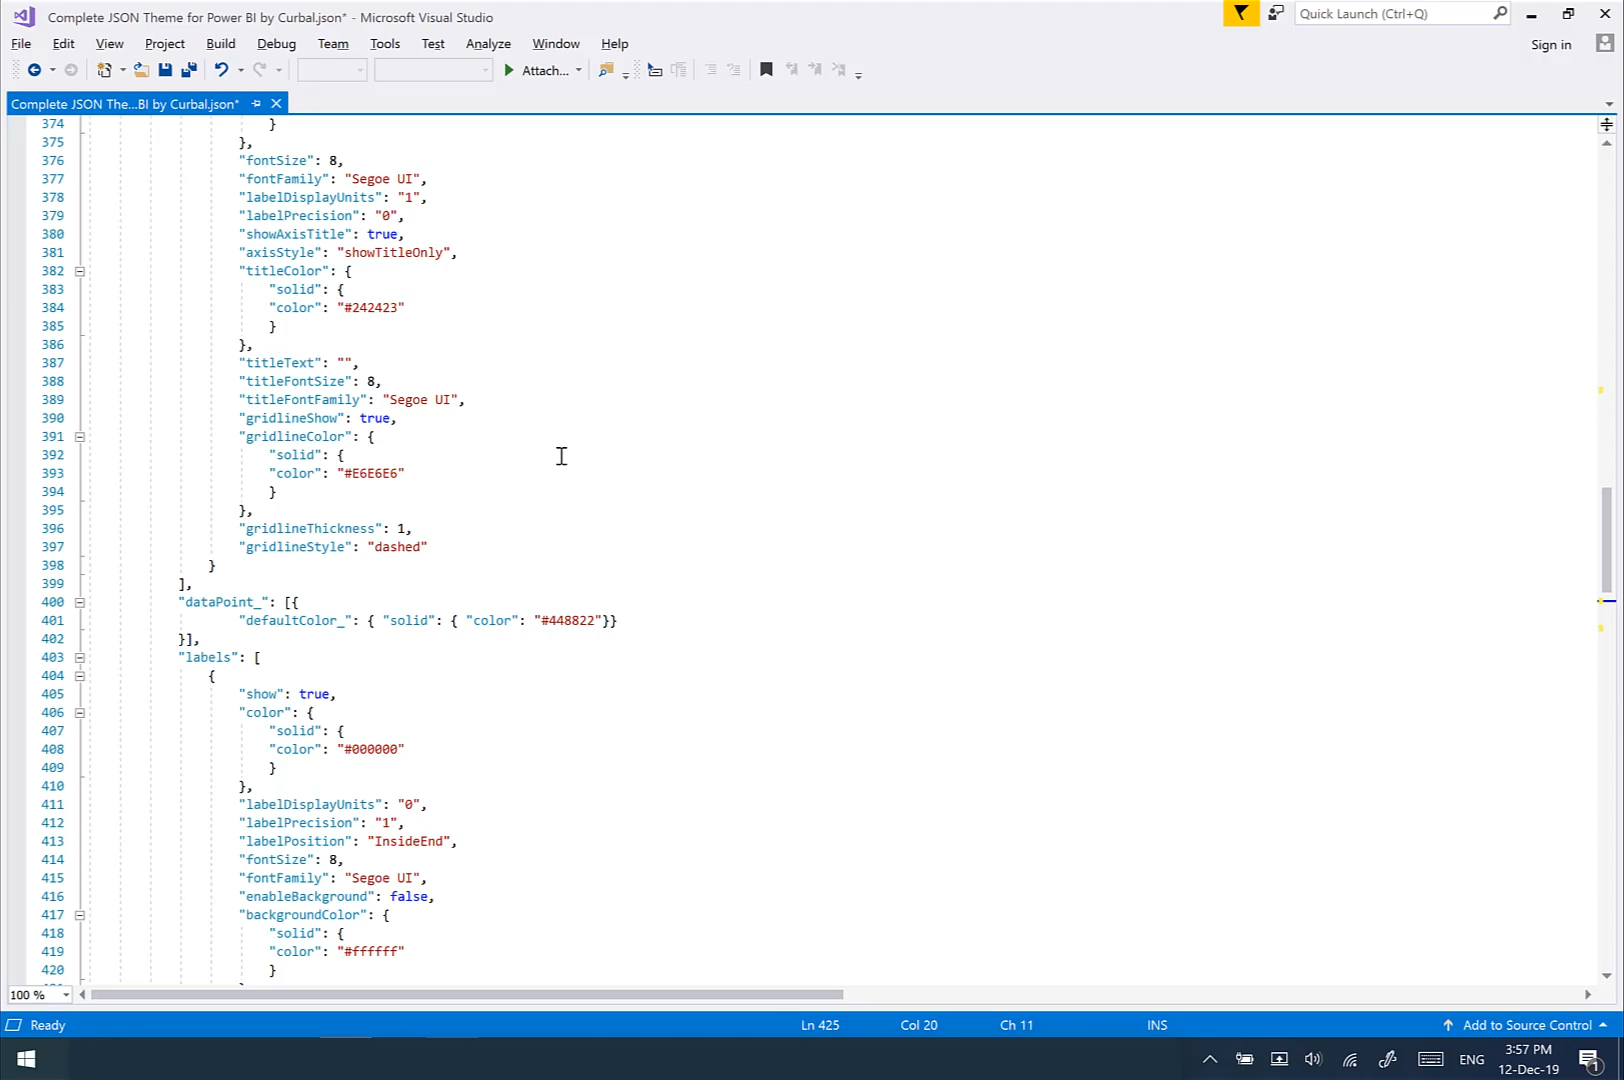 Complete JSON Theme for Power BI by Curbal.json* - Microsoft Visual Studio
Quick Launch (Ctrl+Q)
File Edit View Project Build Debug Team Tools Test Analyze Window Help
Sign in
Attach...
Complete JSON The...BI by Curbal.json*
374 }
375 },
376 "fontSize": 8,
377 "fontFamily": "Segoe UI",
378 "labelDisplayUnits": "1",
379 "labelPrecision": "0",
380 "showAxisTitle": true,
381 "axisStyle": "showTitleOnly",
382 "titleColor": {
383 "solid": {
384 "color": "#242423"
385 }
386 },
387 "titleText": "",
388 "titleFontSize": 8,
389 "titleFontFamily": "Segoe UI",
390 "gridlineShow": true,
391 "gridlineColor": {
392 "solid": {
393 "color": "#E6E6E6"
394 }
395 },
396 "gridlineThickness": 1,
397 "gridlineStyle": "dashed"
398 }
399 ],
400 "dataPoint_": [{
401 "defaultColor_": { "solid": { "color": "#448822"}}
402 }],
403 "labels": [
404 {
405 "show": true,
406 "color": {
407 "solid": {
408 "color": "#000000"
409 }
410 },
411 "labelDisplayUnits": "0",
412 "labelPrecision": "1",
413 "labelPosition": "InsideEnd",
414 "fontSize": 8,
415 "fontFamily": "Segoe UI",
416 "enableBackground": false,
417 "backgroundColor": {
418 "solid": {
419 "color": "#ffffff"
420 }
100 %
Ready Ln 425 Col 20 Ch 11 INS Add to Source Control
ENG
3:57 PM
12-Dec-19
1